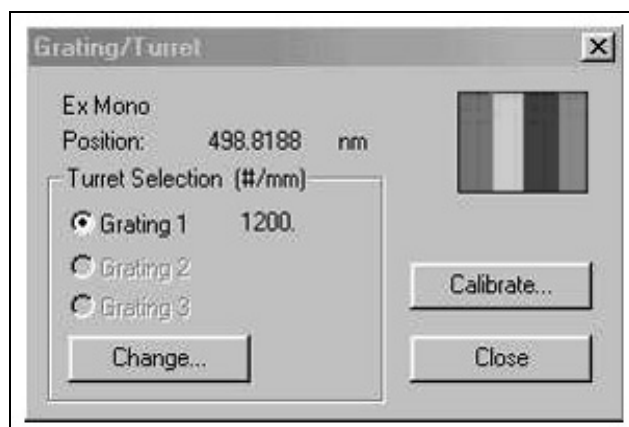 Grating/Turret
Ex Mono
Position: 498.8188 nm
Turret Selection (#/mm)
Grating 1 1200.
Grating 2
Grating 3
Change...
Calibrate...
Close